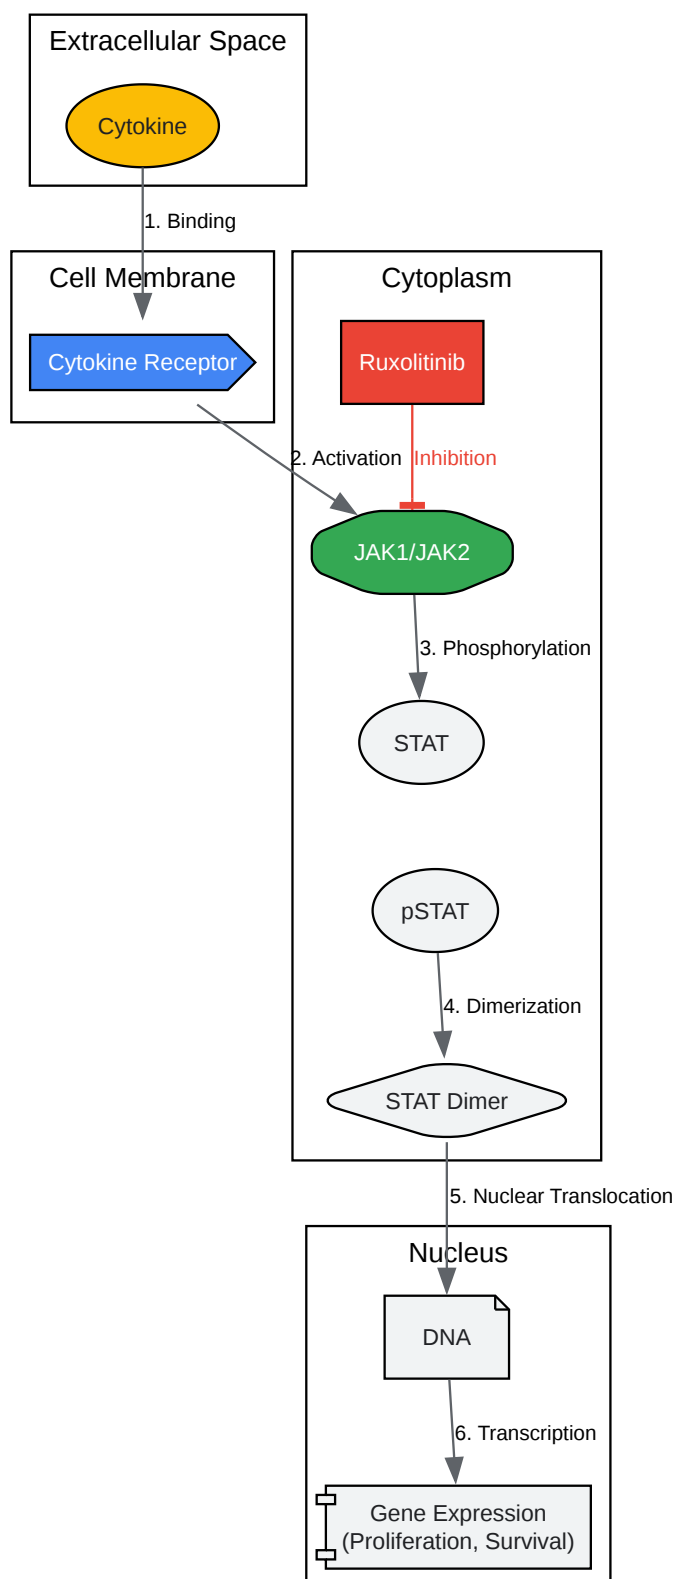 Extracellular Space
Cytokine
1. Binding
Cell Membrane
Cytokine Receptor
Cytoplasm
Ruxolitinib
2. Activation
Inhibition
JAK1/JAK2
3. Phosphorylation
STAT
pSTAT
4. Dimerization
STAT Dimer
5. Nuclear Translocation
Nucleus
DNA
6. Transcription
Gene Expression
(Proliferation, Survival)